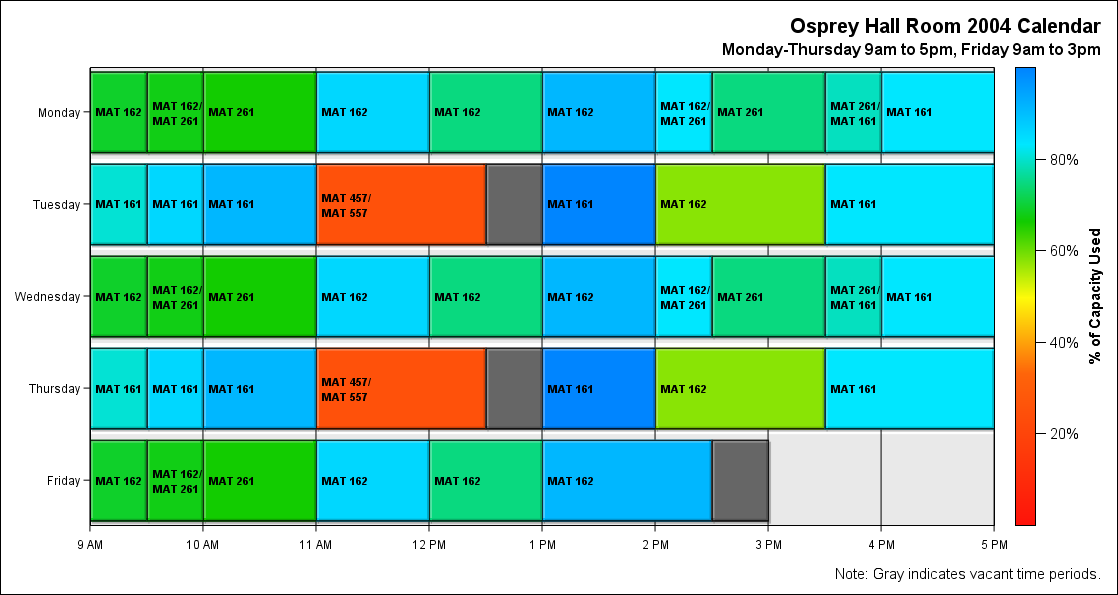 Osprey Hall Room 2004 Calendar
Monday-Thursday 9am to 5pm, Friday 9am to 3pm
Monday
MAT 162
MAT 162/
MAT 261
MAT 261
MAT 162
MAT 162
MAT 162
MAT 162/
MAT 261
MAT 261
MAT 261/
MAT 161
MAT 161
Tuesday
MAT 161
MAT 161
MAT 161
MAT 457/
MAT 557
MAT 161
MAT 162
MAT 161
Wednesday
MAT 162
MAT 162/
MAT 261
MAT 261
MAT 162
MAT 162
MAT 162
MAT 162/
MAT 261
MAT 261
MAT 261/
MAT 161
MAT 161
Thursday
MAT 161
MAT 161
MAT 161
MAT 457/
MAT 557
MAT 161
MAT 162
MAT 161
Friday
MAT 162
MAT 162/
MAT 261
MAT 261
MAT 162
MAT 162
MAT 162
9 AM
10 AM
11 AM
12 PM
1 PM
2 PM
3 PM
4 PM
5 PM
80%
60%
40%
20%
% of Capacity Used
Note: Gray indicates vacant time periods.